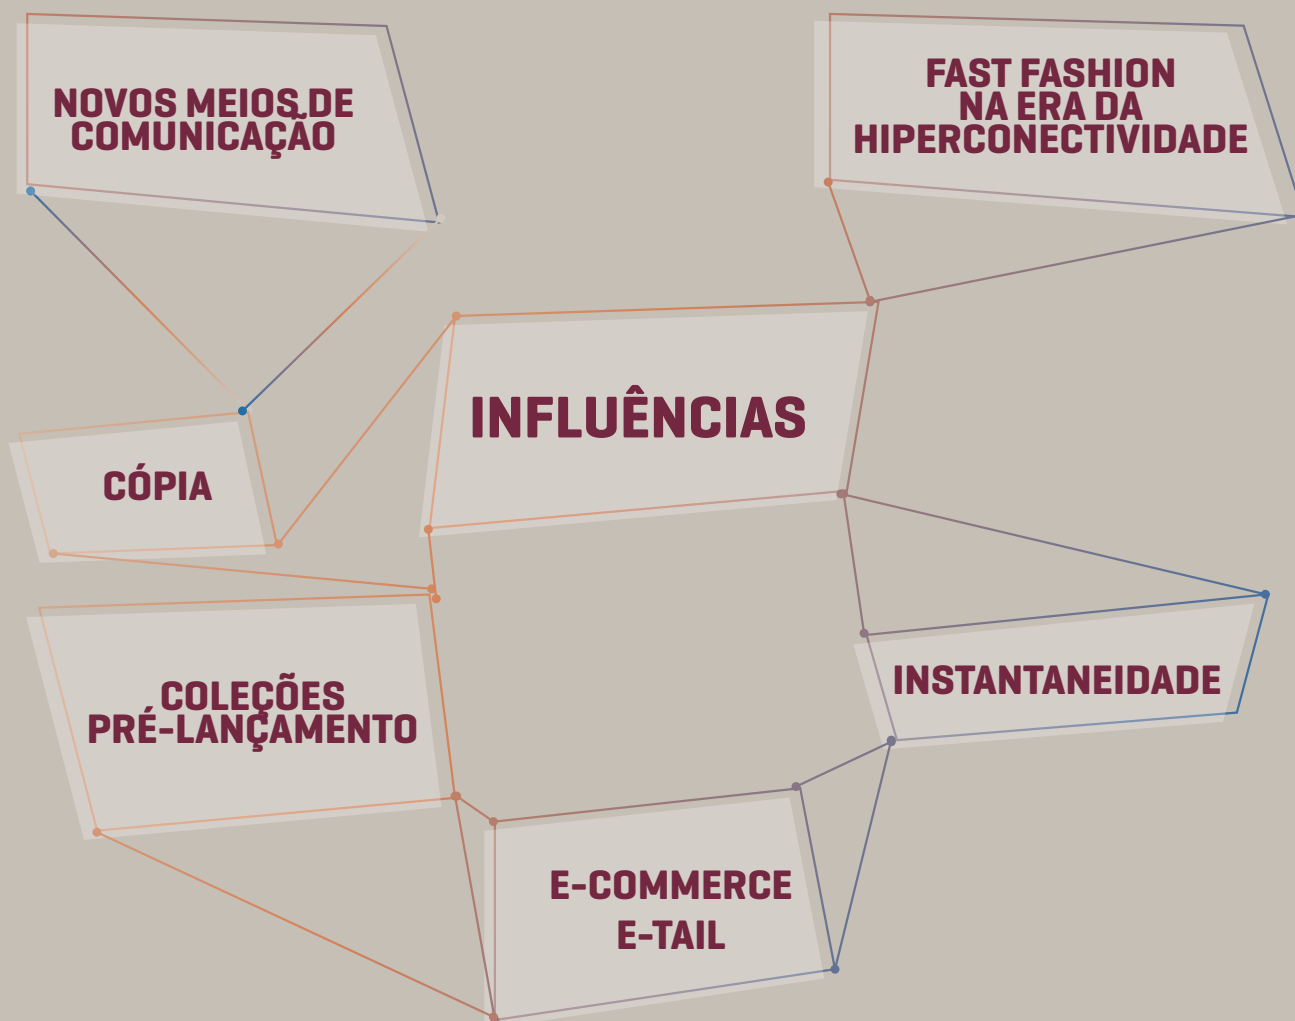 NOVOS MEIOS DE
COMUNICAÇÃO
FAST FASHION
NA ERA DA
HIPERCONECTIVIDADE
INFLUÊNCIAS
CÓPIA
COLEÇÕES
PRÉ-LANÇAMENTO
INSTANTANEIDADE
E-COMMERCE
E-TAIL